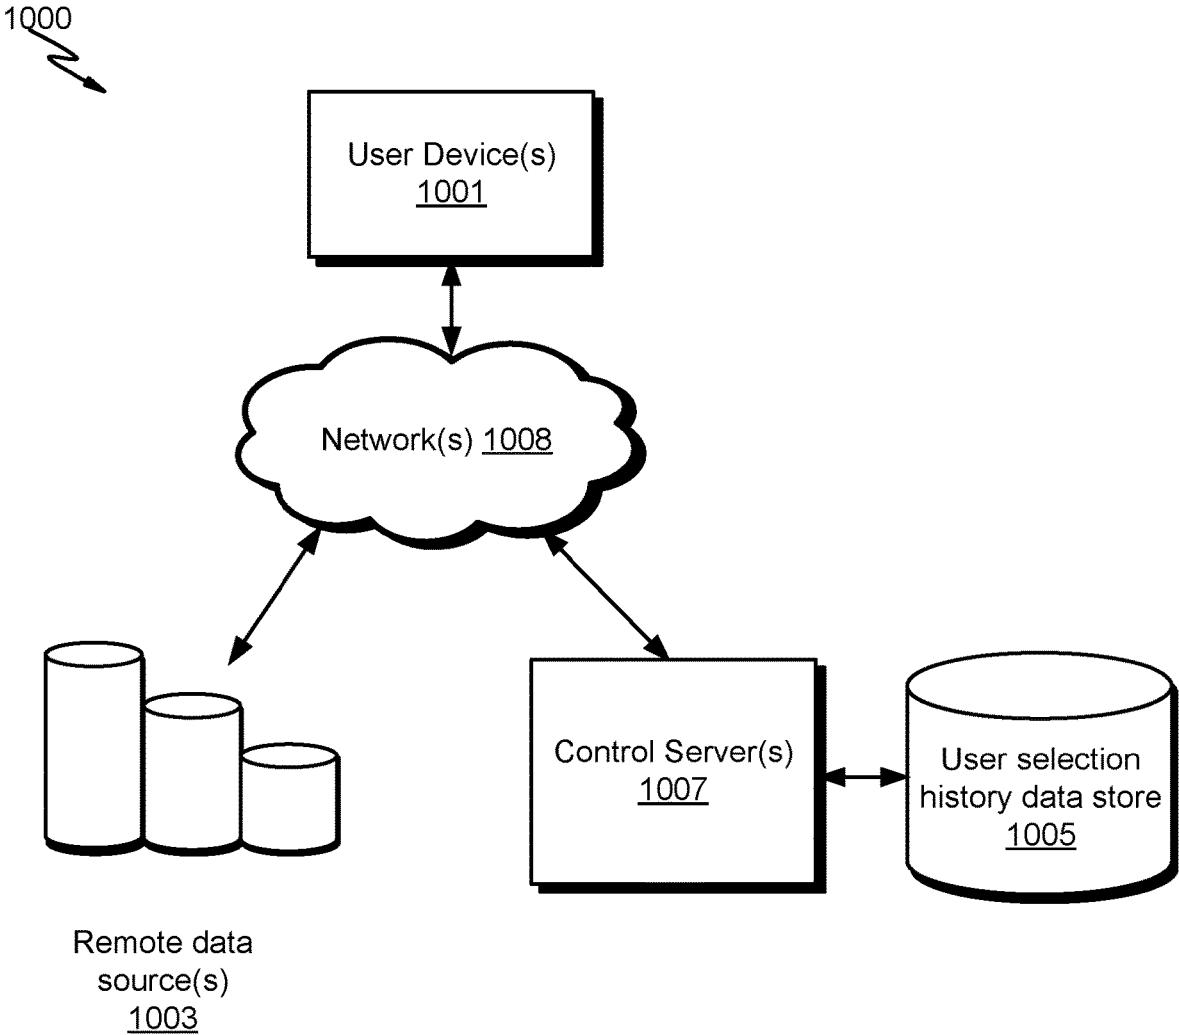 1000
User Device(s)
1001
Network(s) 1008
Control Server(s)
1007
User selection
history data store
1005
Remote data
source(s)
1003